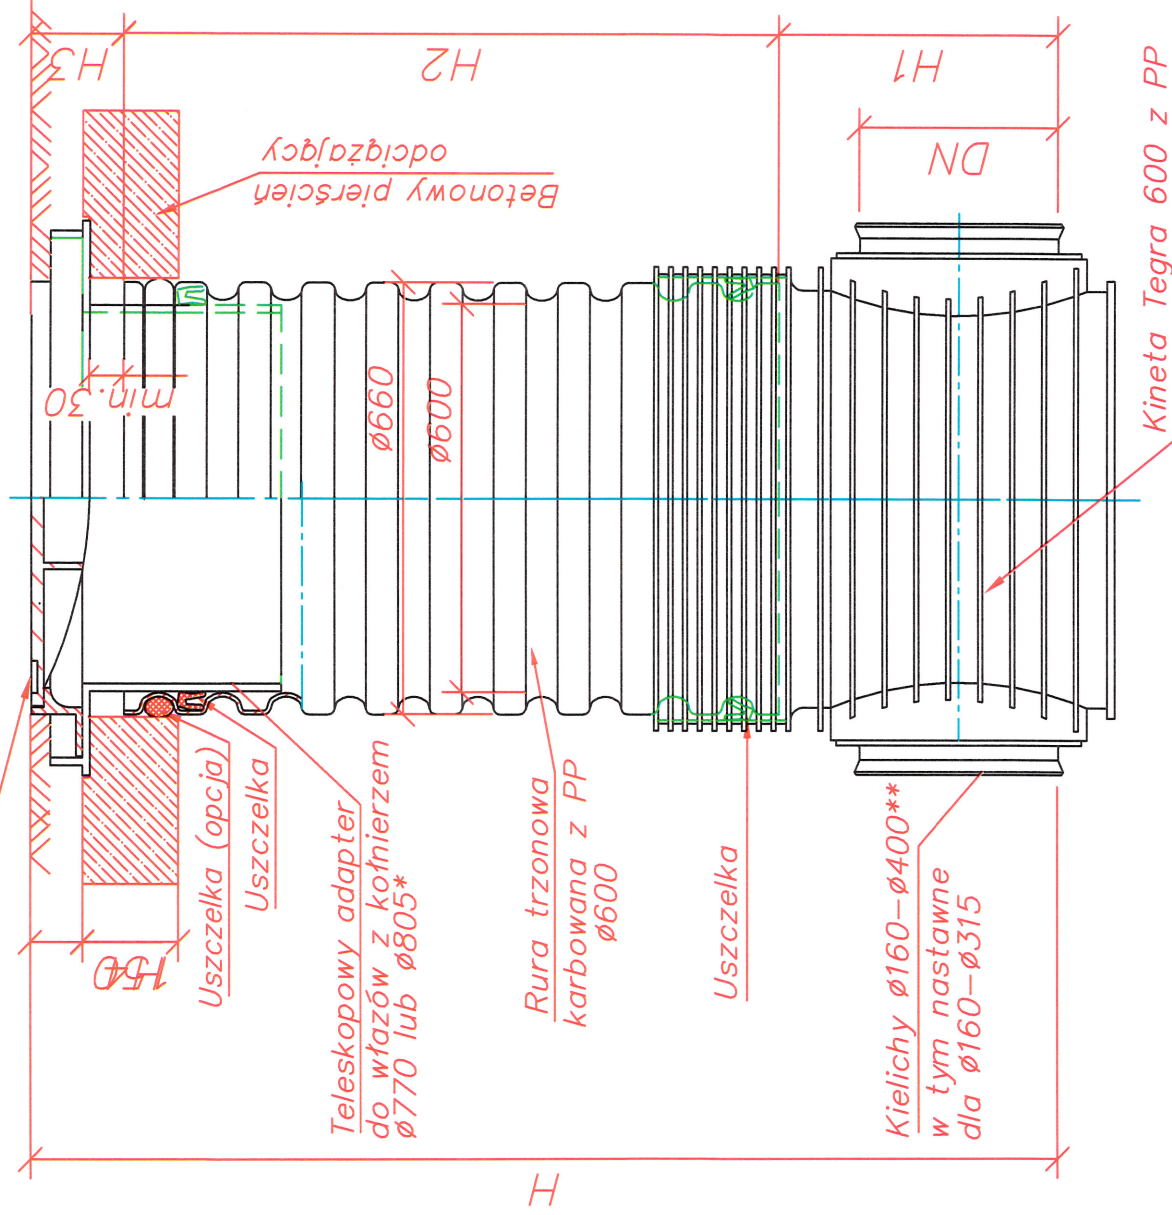 H3
H2
H1
DN
Betonowy pierścień
odciążający
min.30
ø660
ø600
Kineta Tegra 600 z PP
Uszczelka (opcja)
Uszczelka
Teleskopowy adapter
do włazów z kołnierzem
ø770 lub ø805*
Rura trzonowa
karbowana z PP
ø600
Uszczelka
Kielichy ø160-ø400**
w tym nastawne
dla ø160-ø315
H